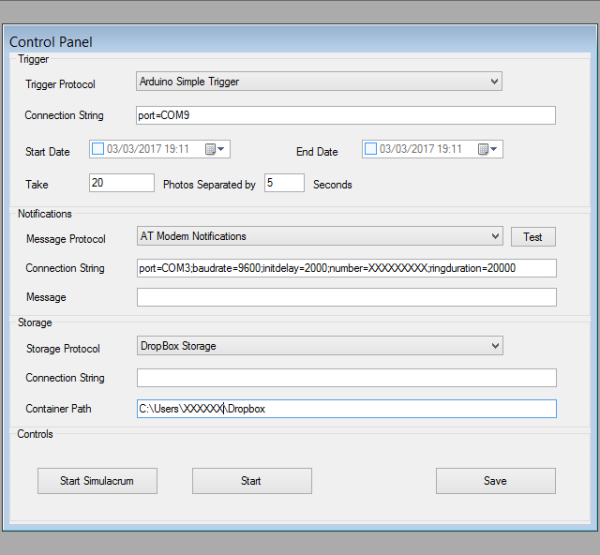 Control Panel
Trigger
Trigger Protocol Arduino Simple Trigger
Connection String port=COM9
Start Date 03/03/2017 19:11 End Date 03/03/2017 19:11
Take 20 Photos Separated by 5 Seconds
Notifications
Message Protocol AT Modem Notifications Test
Connection String port=COM3;baudrate=9600;initdelay=2000;number=XXXXXXXXX;ringduration=20000
Message
Storage
Storage Protocol DropBox Storage
Connection String
Container Path C:\Users\XXXXXX\Dropbox
Controls
Start Simulacrum Start Save